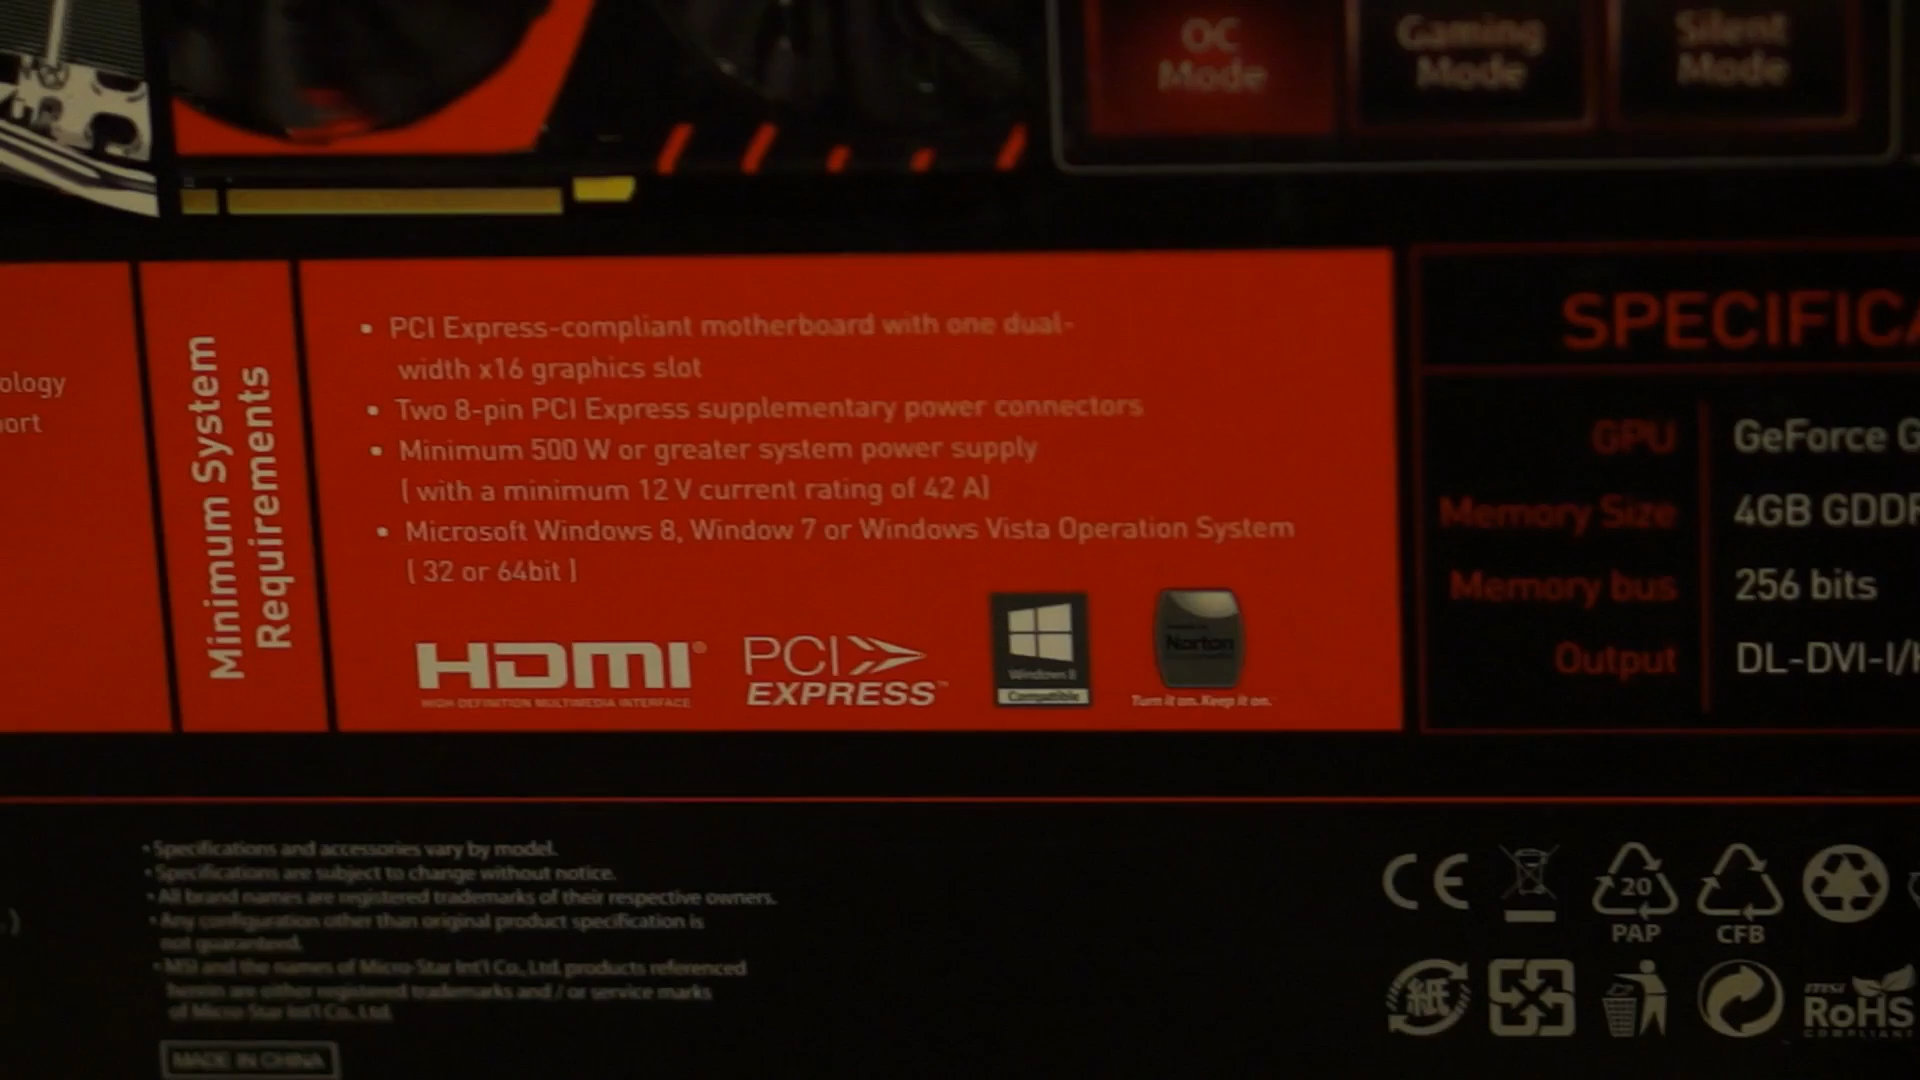 OC
Mode
Gaming
Mode
Silent
Mode
ology
ort
Minimum System
Requirements
• PCI Express-compliant motherboard with one dual-
width x16 graphics slot
• Two 8-pin PCI Express supplementary power connectors
• Minimum 500 W or greater system power supply
( with a minimum 12 V current rating of 42 A)
• Microsoft Windows 8, Window 7 or Windows Vista Operation System
( 32 or 64bit )
HDMI®
HIGH-DEFINITION MULTIMEDIA INTERFACE
PCI
EXPRESS™
Windows 8
Compatible
Norton
Turn it on. Keep it on.
SPECIFICA
GPU GeForce G
Memory Size 4GB GDDR
Memory bus 256 bits
Output DL-DVI-I/H
• Specifications and accessories vary by model.
• Specifications are subject to change without notice.
• All brand names are registered trademarks of their respective owners.
• Any configuration other than original product specification is
not guaranteed.
• MSI and the names of Micro-Star Int'l Co., Ltd. products referenced
herein are either registered trademarks and / or service marks
of Micro-Star Int'l Co., Ltd.
MADE IN CHINA
CE
20
PAP
CFB
紙
msi
RoHS
COMPLIANT